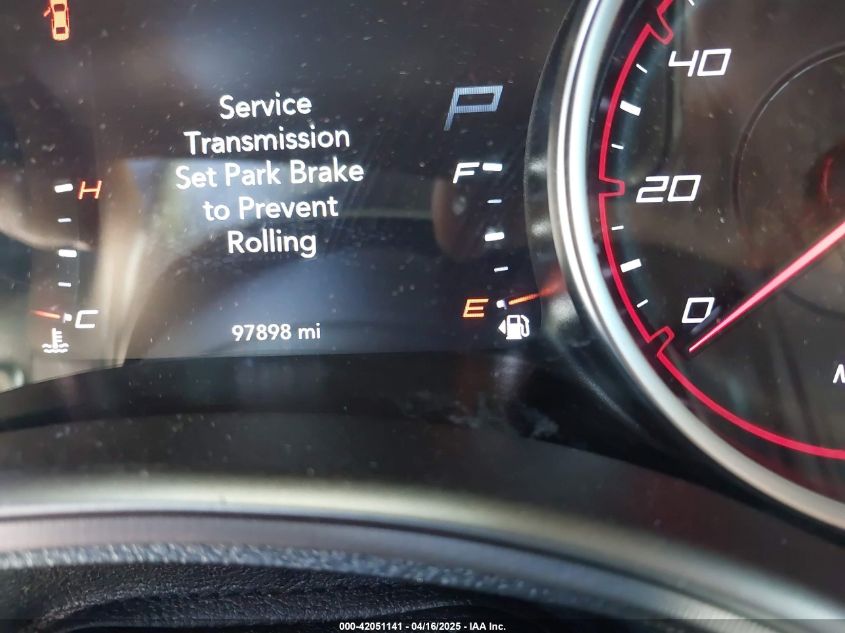 Service
Transmission
Set Park Brake
to Prevent
Rolling
P
H
F
C
E
97898 mi
40
20
0
000-42051141 - 04/16/2025 - IAA Inc.